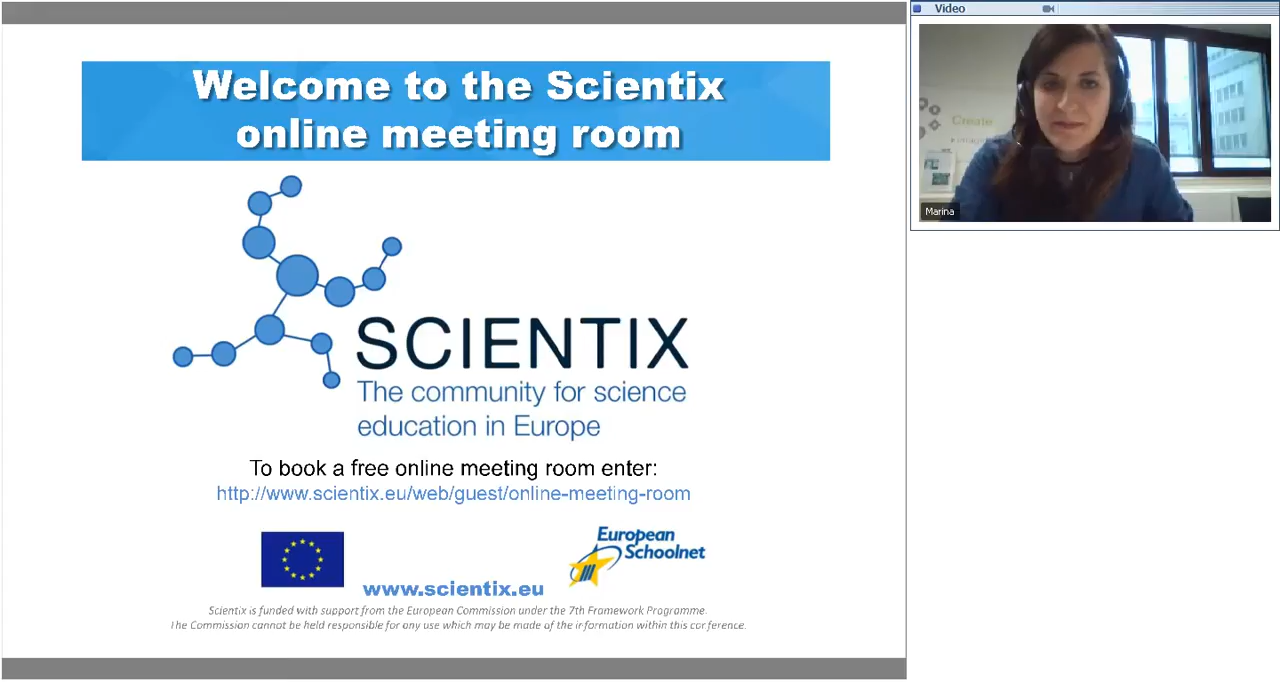 Welcome to the Scientix
online meeting room
SCIENTIX
The community for science
education in Europe
To book a free online meeting room enter:
http://www.scientix.eu/web/guest/online-meeting-room
European
Schoolnet
www.scientix.eu
Scientix is funded with support from the European Commission under the 7th Framework Programme.
The Commission cannot be held responsible for any use which may be made of the information within this conference.
Video
Create
Marina